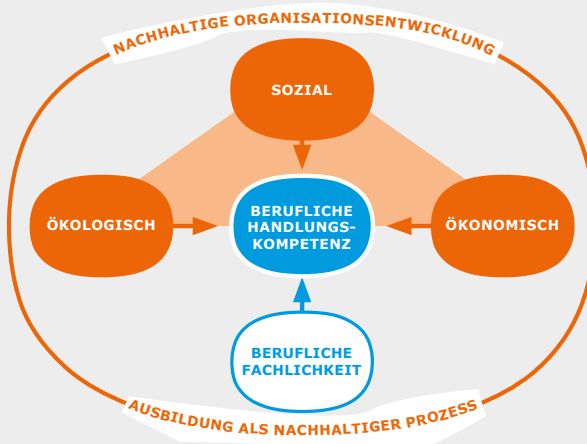 NACHHALTIGE ORGANISATIONSENTWICKLUNG
SOZIAL
ÖKOLOGISCH
BERUFLICHE
HANDLUNGS-
KOMPETENZ
ÖKONOMISCH
BERUFLICHE
FACHLICHKEIT
AUSBILDUNG ALS NACHHALTIGER PROZESS